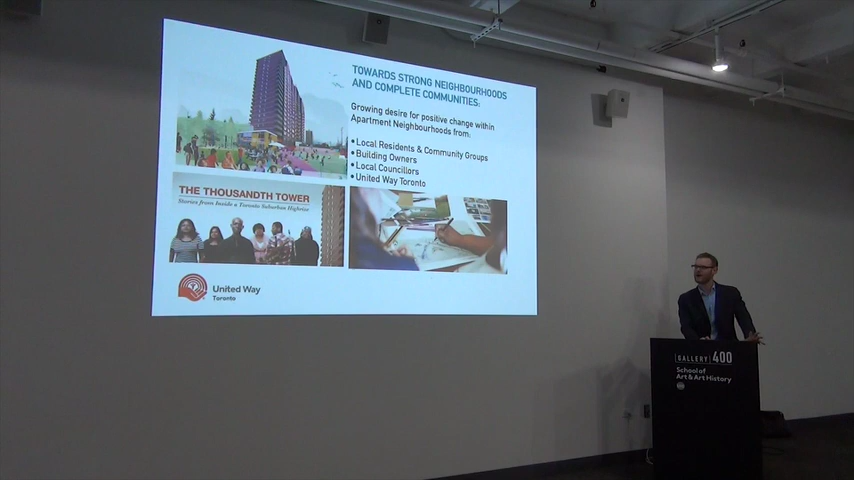 TOWARDS STRONG NEIGHBOURHOODS
AND COMPLETE COMMUNITIES:
Growing desire for positive change within
Apartment Neighbourhoods from:
• Local Residents & Community Groups
• Building Owners
• Local Councillors
• United Way Toronto
THE THOUSANDTH TOWER
Stories from Inside a Toronto Suburban Highrise
United Way
Toronto
GALLERY 400
School of
Art & Art History